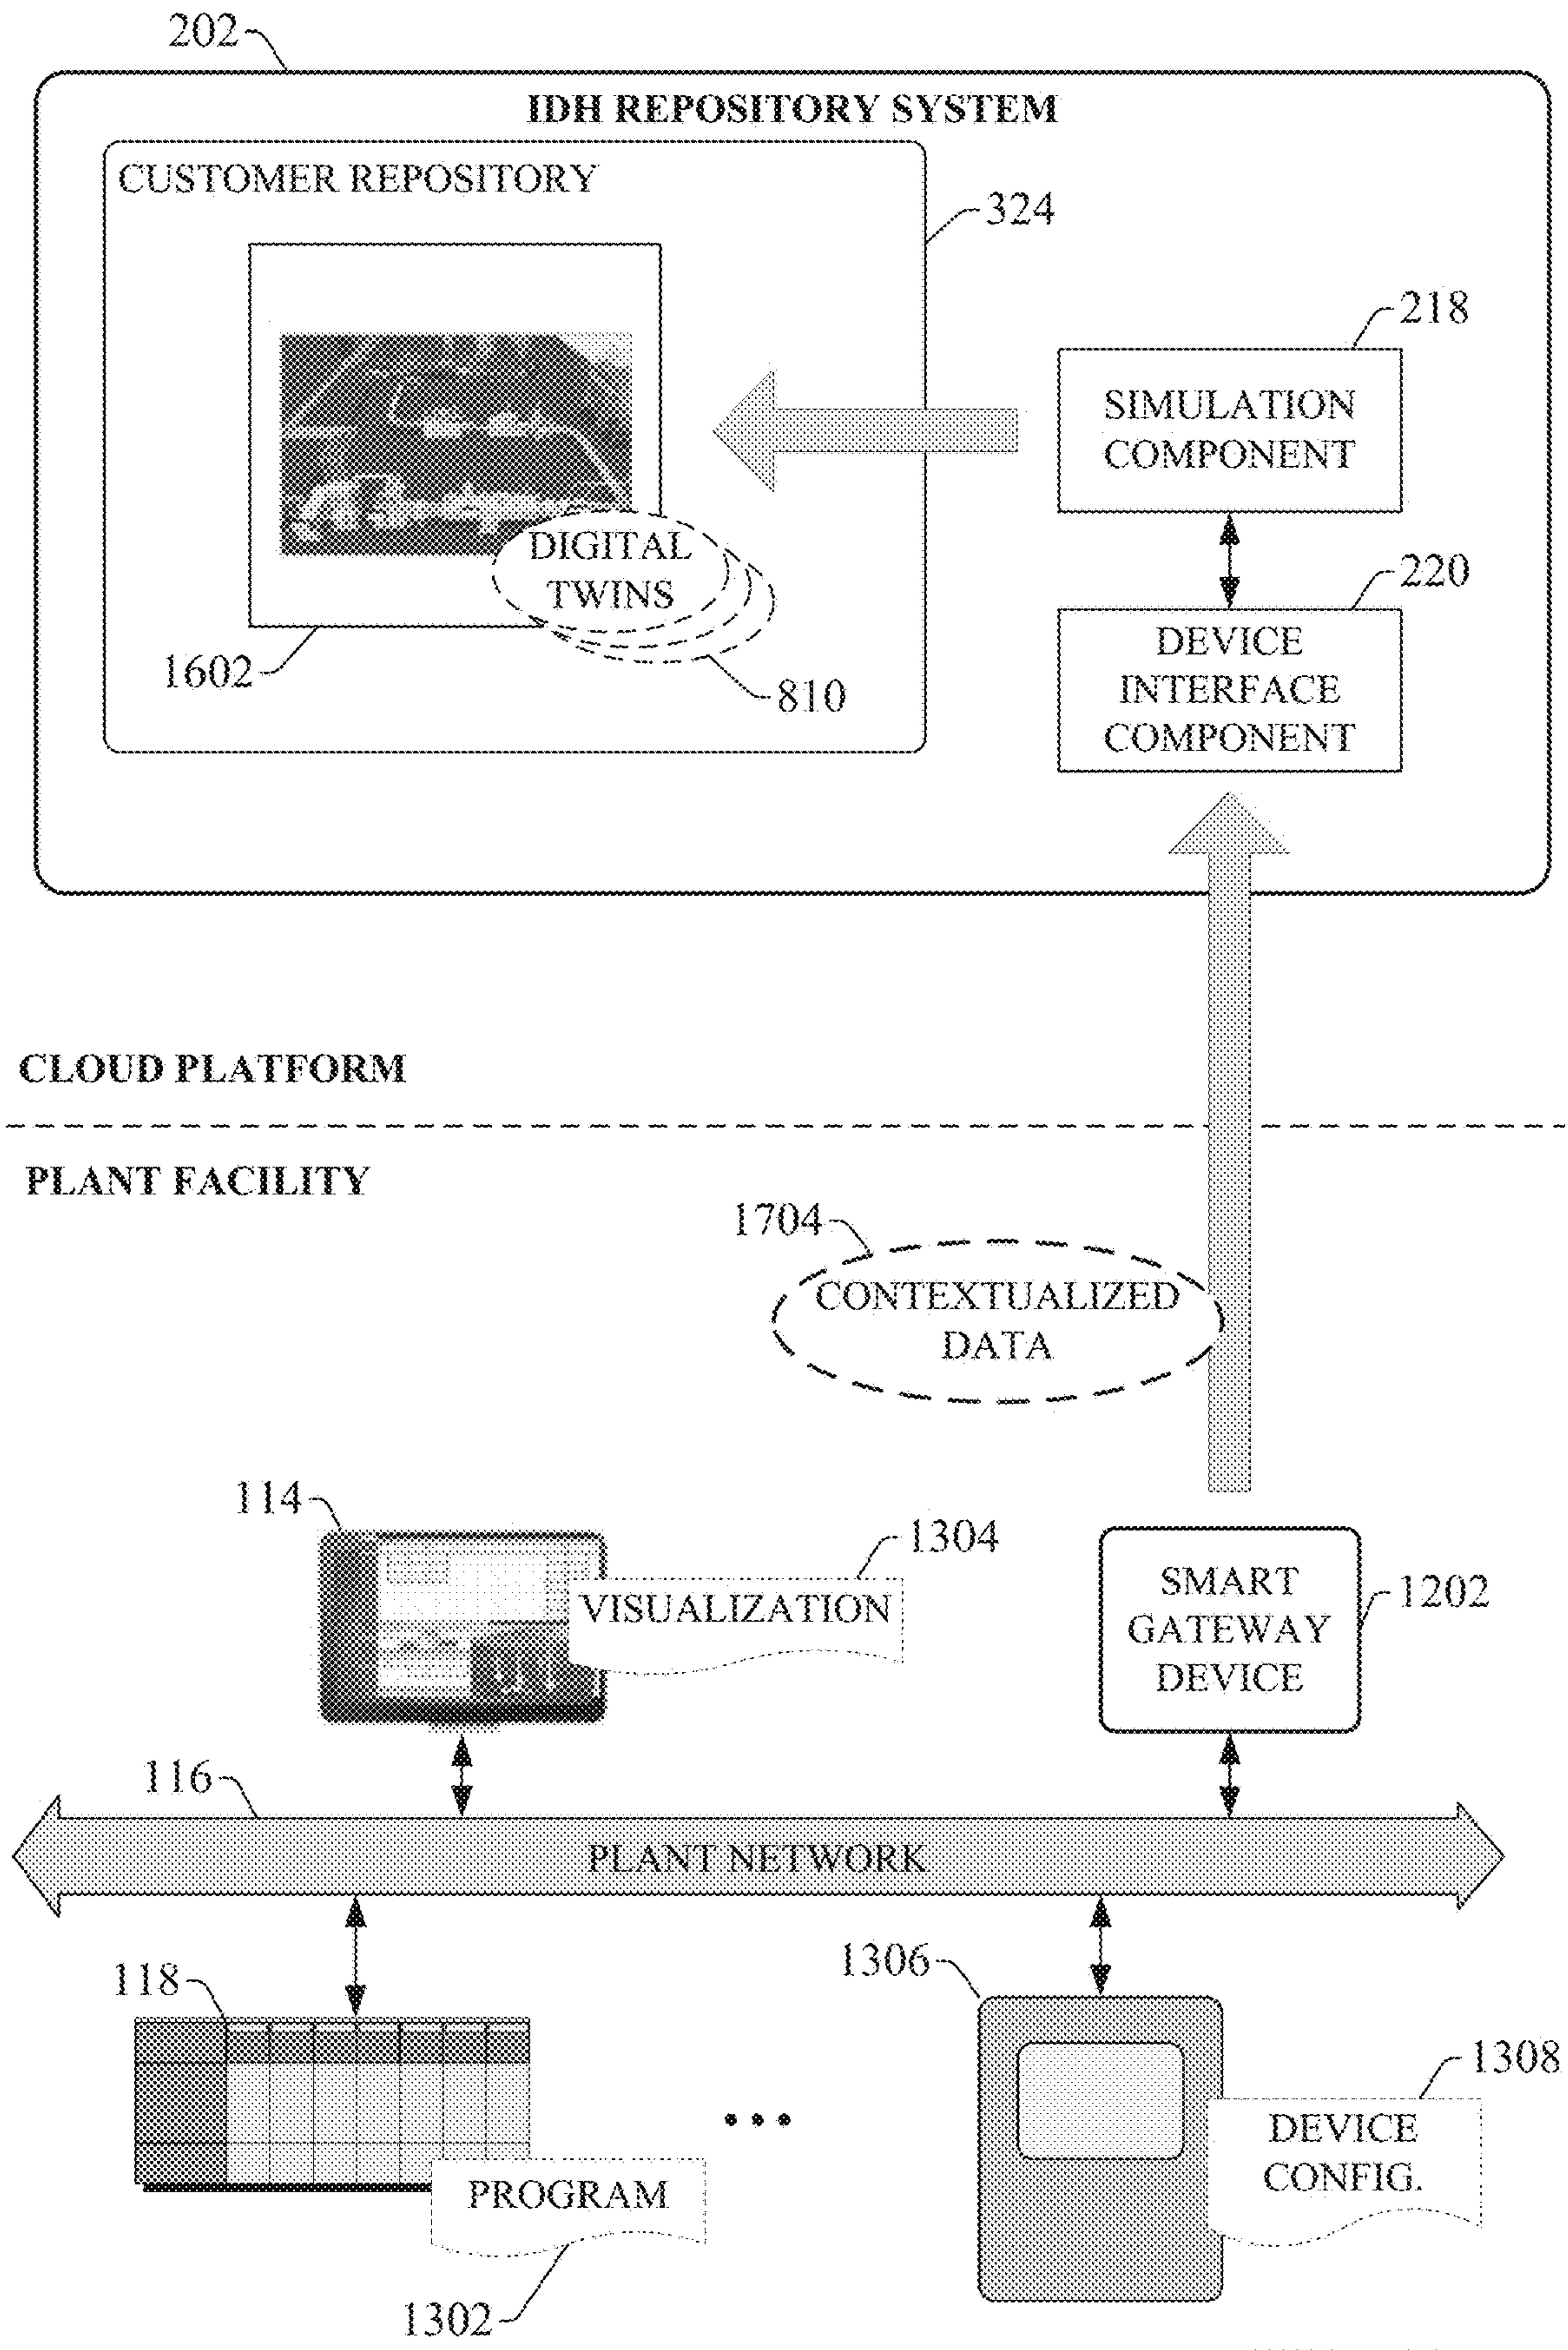 202
IDH REPOSITORY SYSTEM
CUSTOMER REPOSITORY
324
218
SIMULATION
COMPONENT
DIGITAL
TWINS
220
DEVICE
INTERFACE
COMPONENT
1602
810
CLOUD PLATFORM
PLANT FACILITY
1704
CONTEXTUALIZED
DATA
114
1304
VISUALIZATION
SMART
GATEWAY
DEVICE
1202
116
PLANT NETWORK
118
1306
1308
DEVICE
CONFIG.
PROGRAM
1302